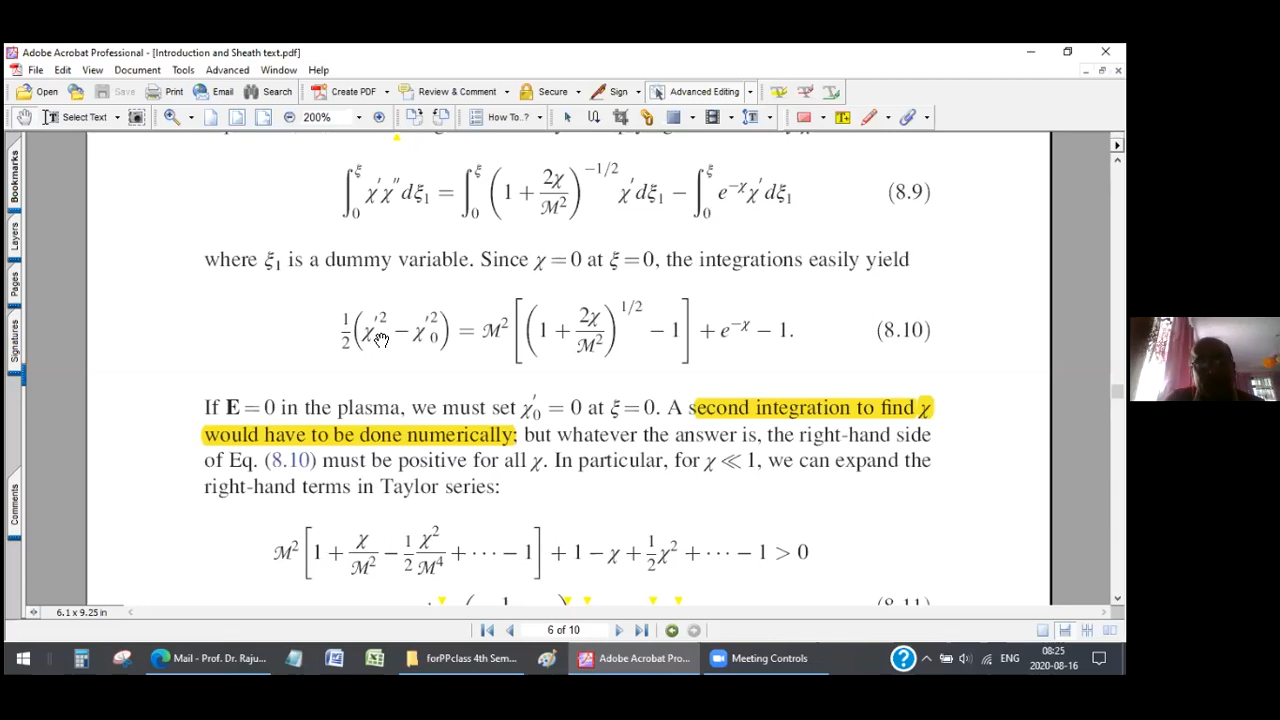 Adobe Acrobat Professional - [Introduction and Sheath text.pdf]
File Edit View Document Tools Advanced Window Help
Open Save Print Email Search Create PDF Review & Comment Secure Sign Advanced Editing
Select Text 200% How To..?
Bookmarks
Layers
Pages
Signatures
Comments
∫₀^ξ χ′χ″dξ₁ = ∫₀^ξ (1 + 2χ/ℳ²)^(−1/2) χ′dξ₁ − ∫₀^ξ e^(−χ)χ′dξ₁ (8.9)
where ξ₁ is a dummy variable. Since χ = 0 at ξ = 0, the integrations easily yield
1/2(χ′² − χ′₀²) = ℳ²[(1 + 2χ/ℳ²)^(1/2) − 1] + e^(−χ) − 1. (8.10)
If E = 0 in the plasma, we must set χ′₀ = 0 at ξ = 0. A second integration to find χ
would have to be done numerically; but whatever the answer is, the right-hand side
of Eq. (8.10) must be positive for all χ. In particular, for χ ≪ 1, we can expand the
right-hand terms in Taylor series:
ℳ²[1 + χ/ℳ² − 1/2 χ²/ℳ⁴ + ⋯ − 1] + 1 − χ + 1/2χ² + ⋯ − 1 > 0
6.1 x 9.25 in
6 of 10
Mail - Prof. Dr. Raju... forPPclass 4th Sem... Adobe Acrobat Pro... Meeting Controls ENG 08:25
2020-08-16